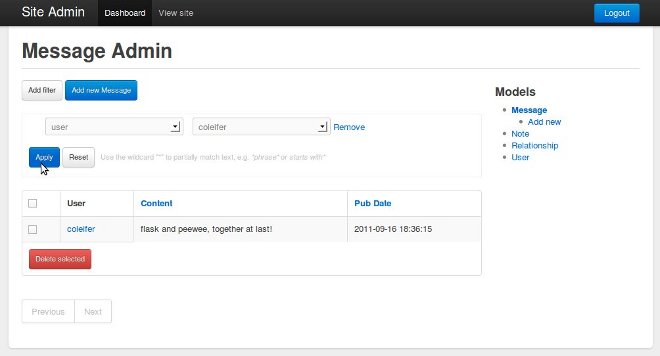 Site Admin Dashboard View site Logout
Message Admin
Add filter Add new Message
user coleifer Remove
Apply Reset Use the wildcard "*" to partially match text, e.g. *phrase* or starts with*
User Content Pub Date
coleifer flask and peewee, together at last! 2011-09-16 18:36:15
Delete selected
Previous Next
Models
Message
Add new
Note
Relationship
User